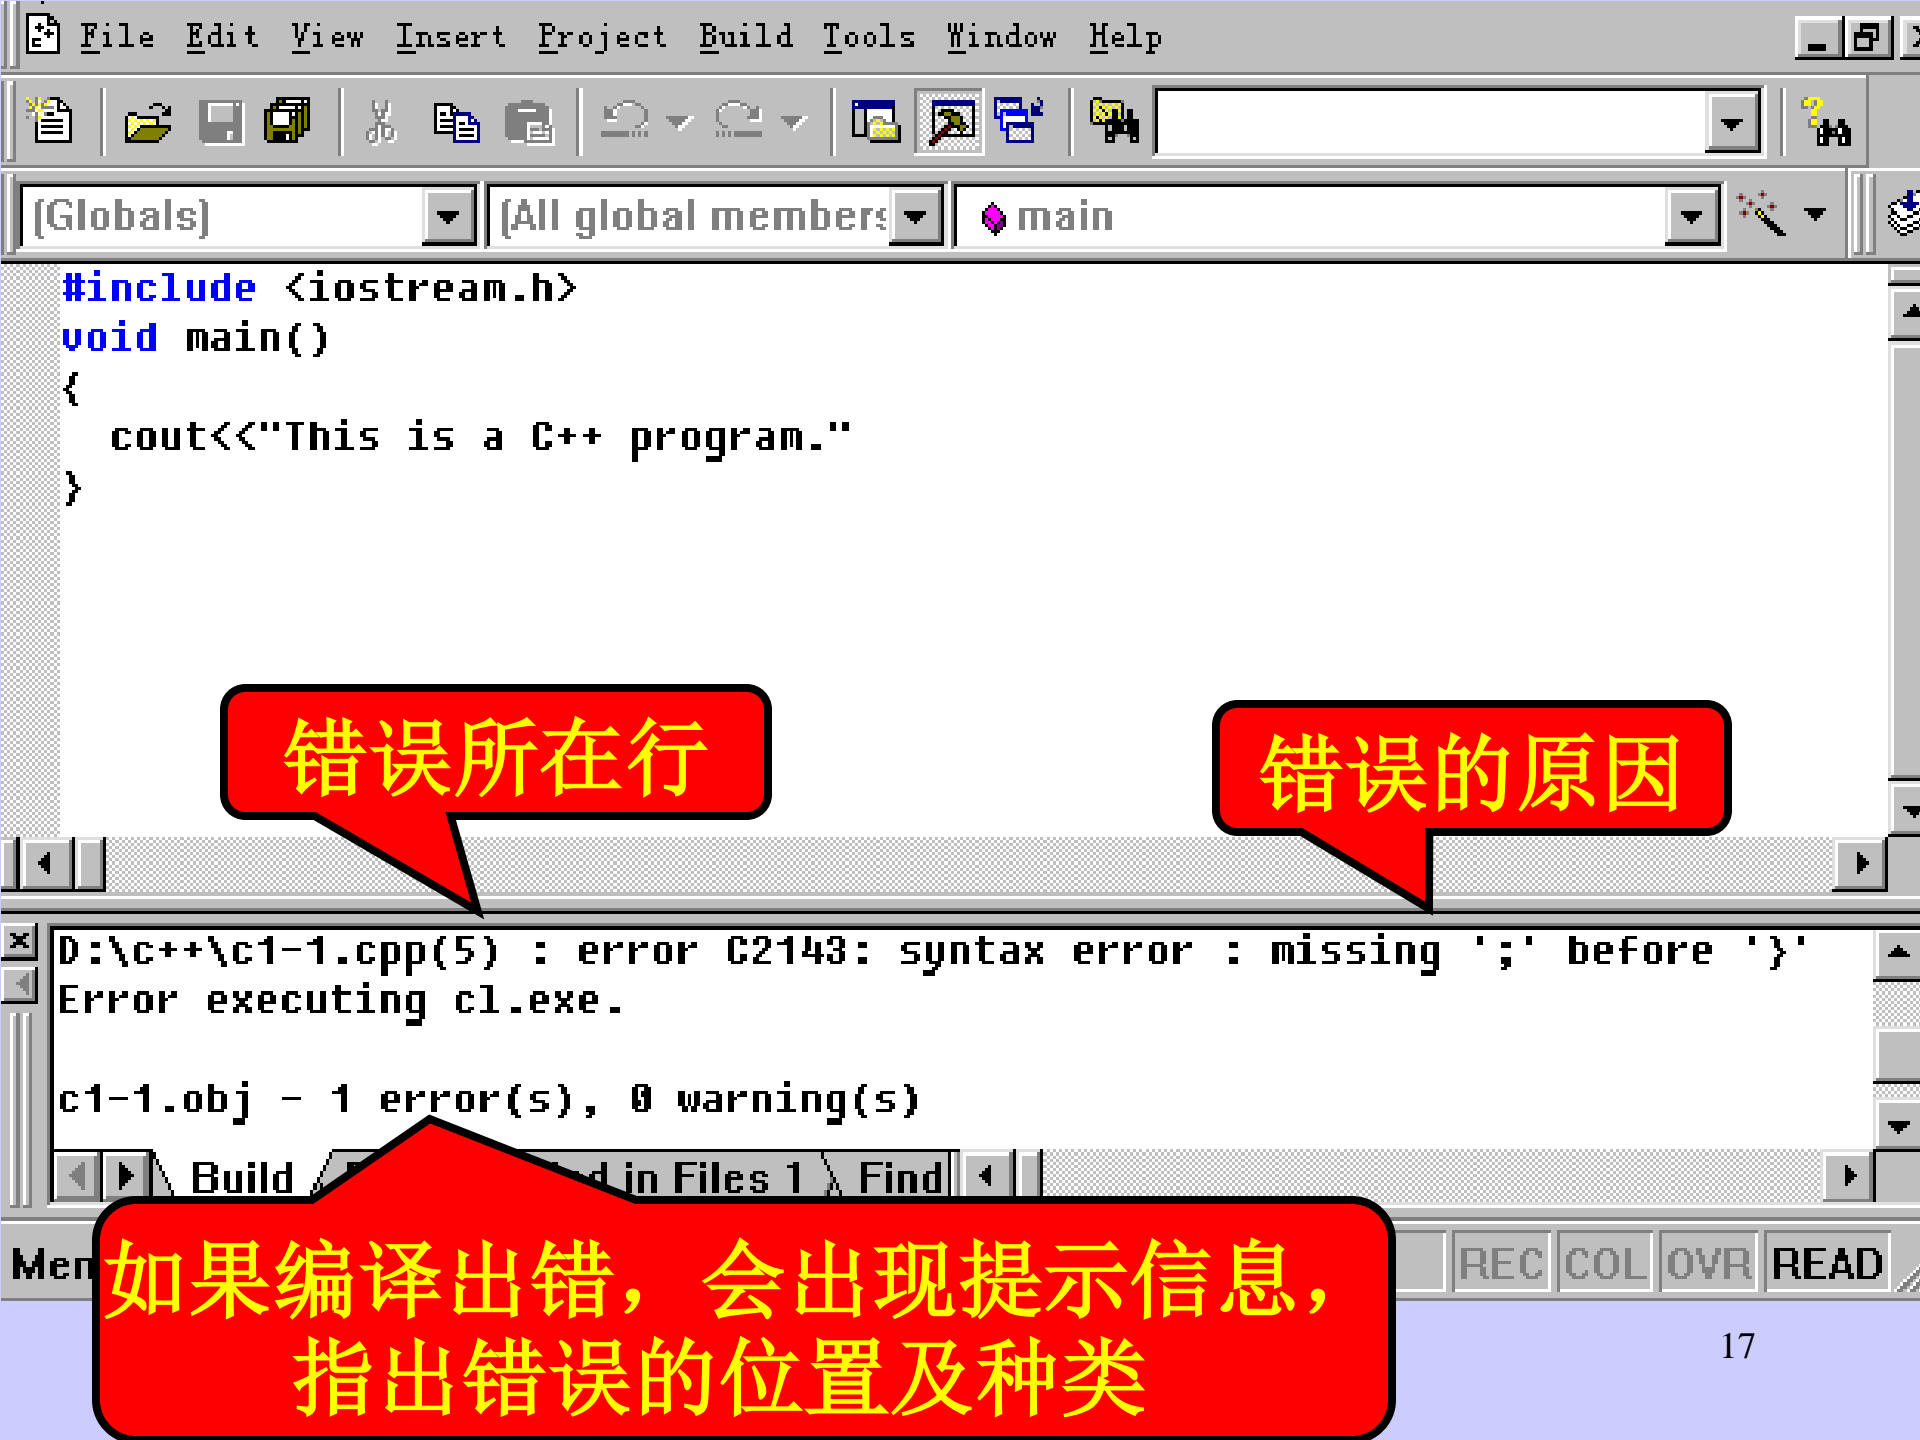 File Edit View Insert Project Build Tools Window Help
(Globals) (All global members main
#include <iostream.h>
void main()
{
cout<<"This is a C++ program."
}
错误所在行
错误的原因
D:\c++\c1-1.cpp(5) : error C2143: syntax error : missing ';' before '}'
Error executing cl.exe.
c1-1.obj - 1 error(s), 0 warning(s)
Build in Files 1 Find
REC COL OVR READ
如果编译出错，会出现提示信息，
指出错误的位置及种类
17